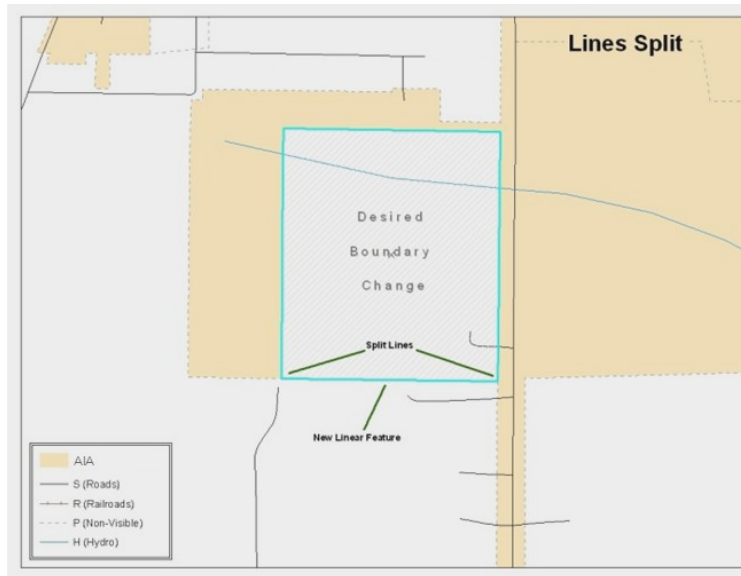 Lines Split
Desired
Boundary
Change
Split Lines
New Linear Feature
AIA
S (Roads)
R (Railroads)
P (Non-Visible)
H (Hydro)